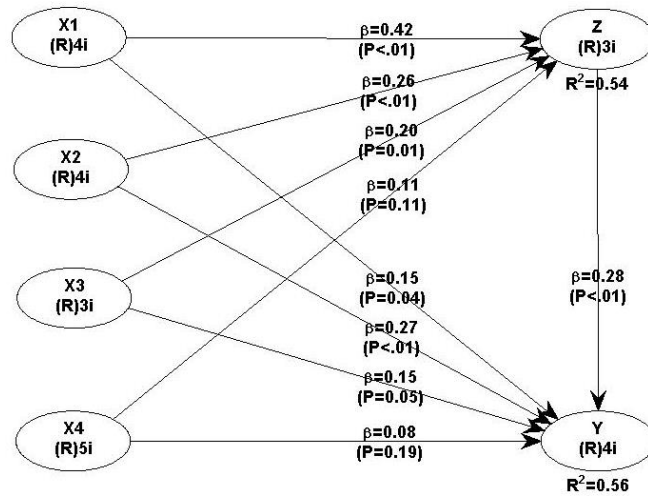 X1
(R)4i
β=0.42
(P<.01)
Z
(R)3i
R²=0.54
β=0.26
(P<.01)
X2
(R)4i
β=0.20
(P=0.01)
β=0.11
(P=0.11)
X3
(R)3i
β=0.15
(P=0.04)
β=0.28
(P<.01)
β=0.27
(P<.01)
β=0.15
(P=0.05)
X4
(R)5i
β=0.08
(P=0.19)
Y
(R)4i
R²=0.56